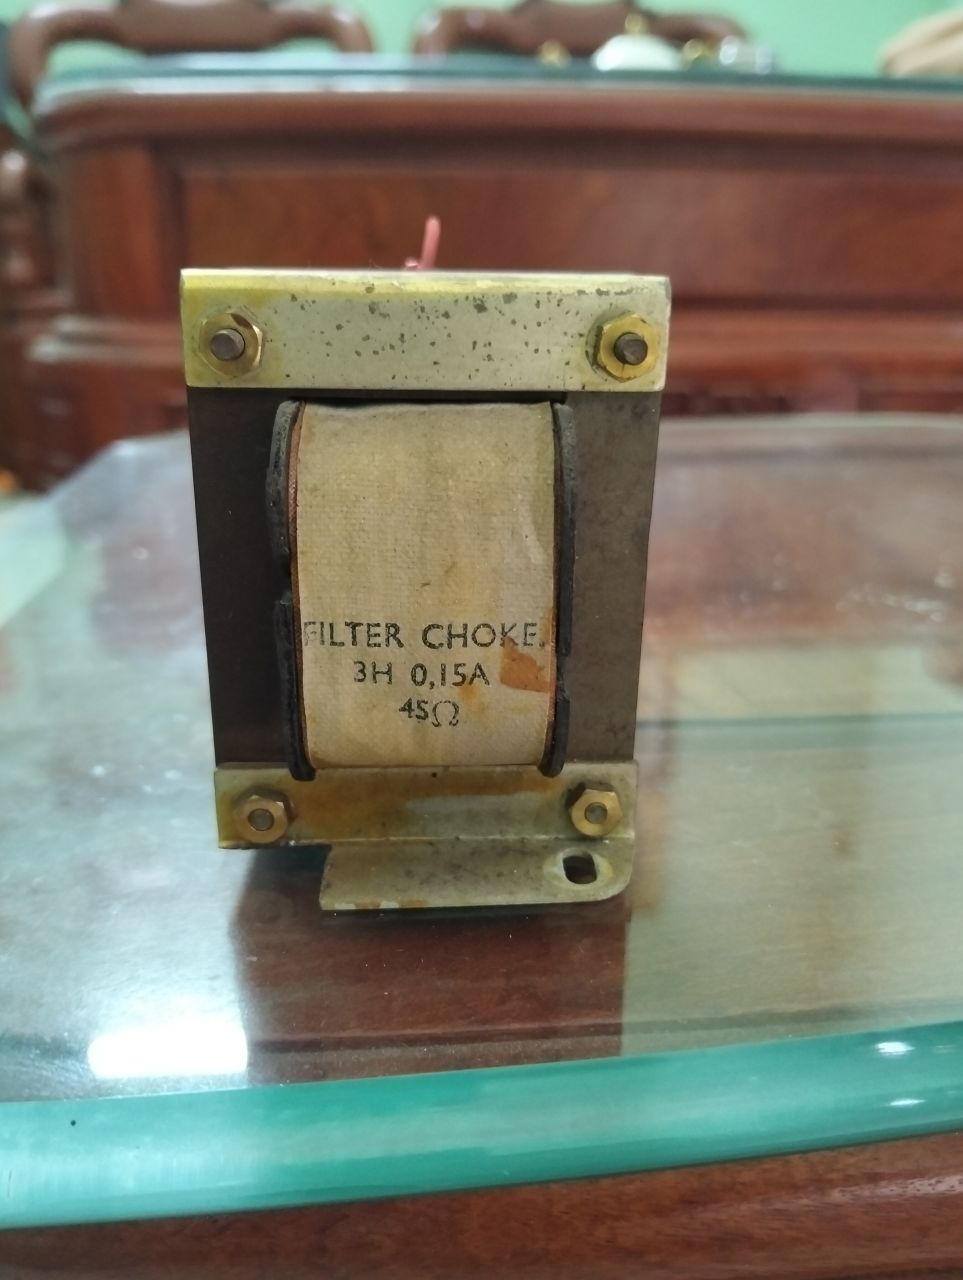 FILTER CHOKE.
3H 0,15A
45Ω